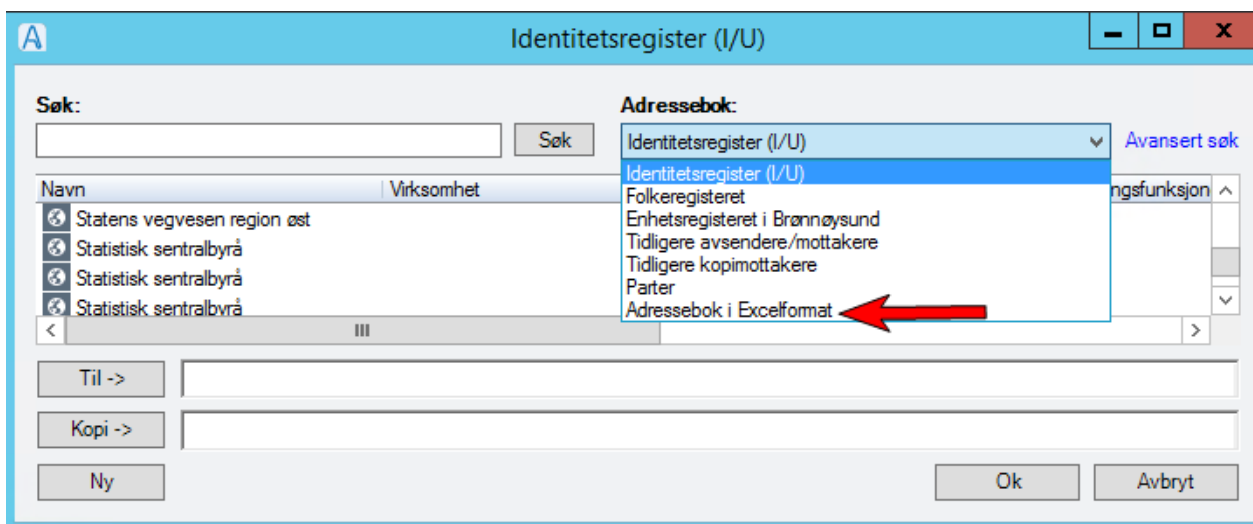 A
Identitetsregister (I/U)
x
Søk:
Adressebok:
Søk
Identitetsregister (I/U)
Avansert søk
Identitetsregister (I/U)
Folkeregisteret
Enhetsregisteret i Brønnøysund
Tidligere avsendere/mottakere
Tidligere kopimottakere
Parter
Adressebok i Excelformat
Navn
Virksomhet
ngsfunksjon
Statens vegvesen region øst
Statistisk sentralbyrå
Statistisk sentralbyrå
Statistisk sentralbyrå
Til ->
Kopi ->
Ny
Ok
Avbryt